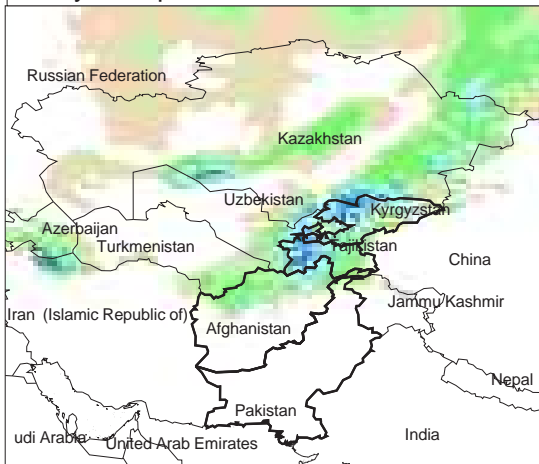 Russian Federation
Kazakhstan
Uzbekistan
Kyrgyzstan
Azerbaijan
Turkmenistan
Tajikistan
China
Jammu/Kashmir
Iran (Islamic Republic of)
Afghanistan
Nepal
Pakistan
udi Arabia
United Arab Emirates
India